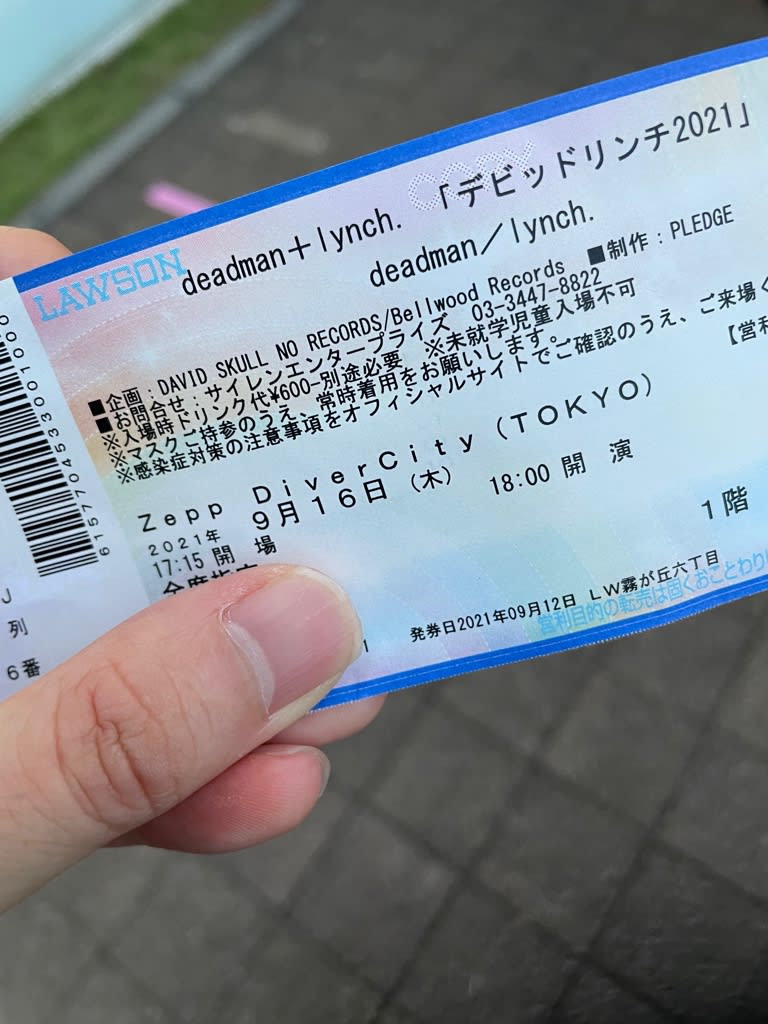 LAWSON
COPY
deadman+lynch. 「デビッドリンチ2021」
deadman/lynch.
■企画:DAVID SKULL NO RECORDS/Bellwood Records ■制作:PLEDGE
■お問合せ:サイレンエンタープライズ 03-3447-8822
※入場時ドリンク代¥600-別途必要 ※未就学児童入場不可
※マスクご持参のうえ、常時着用をお願いします。
※感染症対策の注意事項をオフィシャルサイトでご確認のうえ、ご来場く
【営利
Zepp DiverCity(TOKYO)
2021年 9月16日(木) 18:00 開 演
17:15 開 場
全席指定
1階
発券日2021年09月12日 LW霧が丘六丁目
営利目的の転売は固くおことわり
J
列
6番